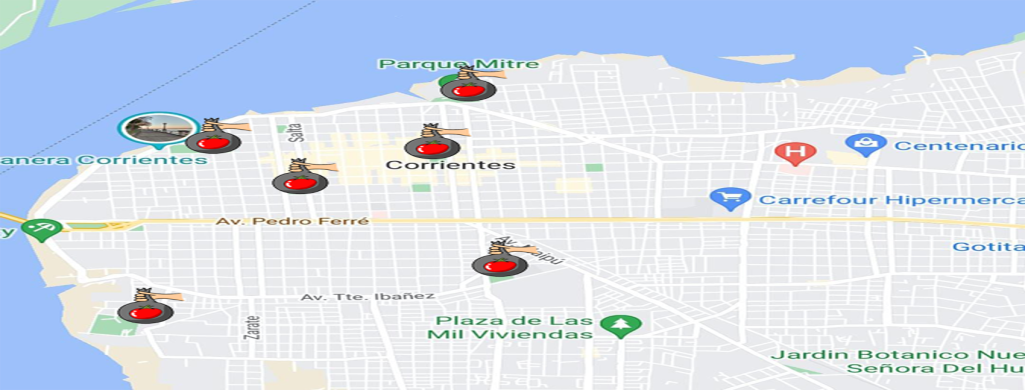 Parque Mitre
Salta
anera Corrientes
Corrientes
H
Centenario
Carrefour Hipermerca
Av. Pedro Ferré
y
Gotita
Av. Tte. Ibañez
Zarate
Plaza de Las
Mil Viviendas
Jardin Botanico Nue
Señora Del Hu